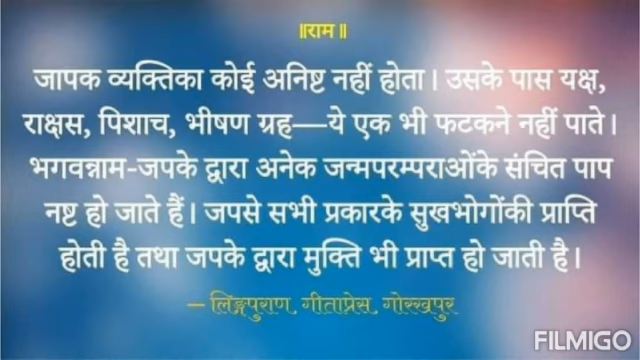 ॥राम॥
जापक व्यक्तिका कोई अनिष्ट नहीं होता। उसके पास यक्ष,
राक्षस, पिशाच, भीषण ग्रह—ये एक भी फटकने नहीं पाते।
भगवन्नाम-जपके द्वारा अनेक जन्मपरम्पराओंके संचित पाप
नष्ट हो जाते हैं। जपसे सभी प्रकारके सुखभोगोंकी प्राप्ति
होती है तथा जपके द्वारा मुक्ति भी प्राप्त हो जाती है।
– लिङ्गपुराण, गीताप्रेस, गोरखपुर
FILMIGO